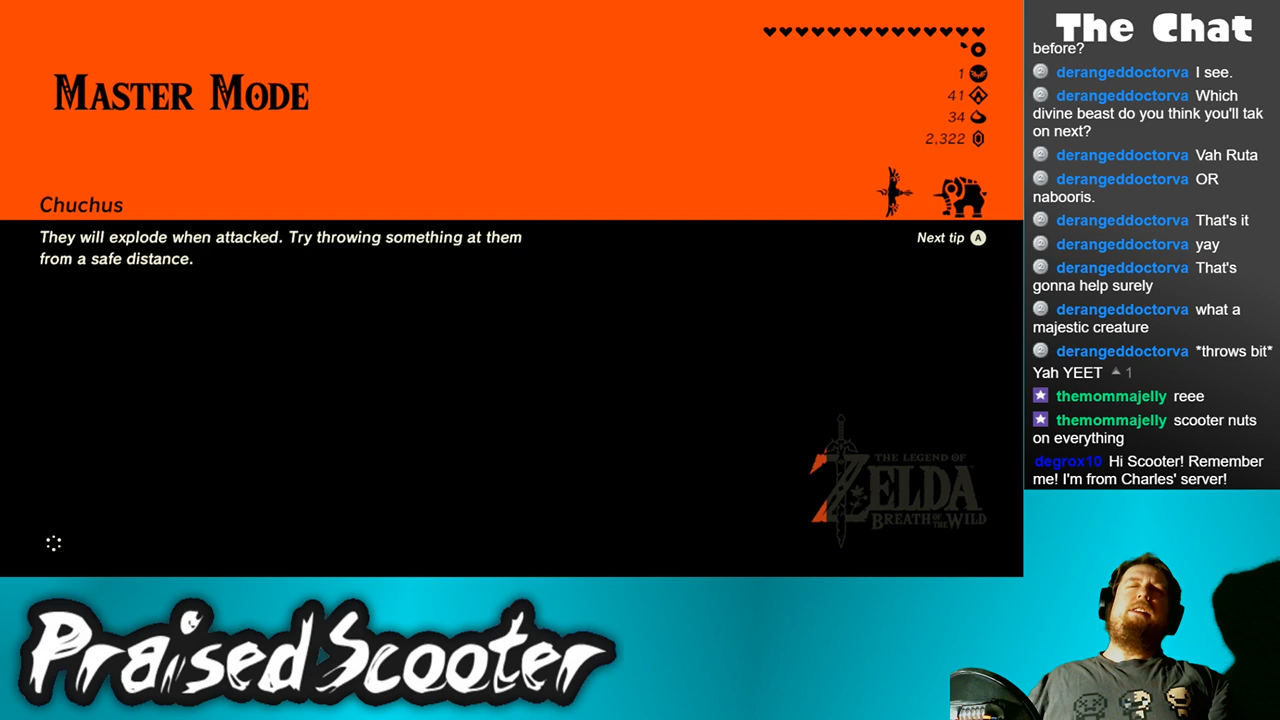 MASTER MODE
1
41
34
2,322
Chuchus
They will explode when attacked. Try throwing something at them
from a safe distance.
Next tip A
THE LEGEND OF
ZELDA
BREATH OF THE WILD
PraisedScooter
The Chat
before?
derangeddoctorva I see.
derangeddoctorva Which
divine beast do you think you'll tak
on next?
derangeddoctorva Vah Ruta
derangeddoctorva OR
nabooris.
derangeddoctorva That's it
derangeddoctorva yay
derangeddoctorva That's
gonna help surely
derangeddoctorva what a
majestic creature
derangeddoctorva *throws bit*
Yah YEET 1
themommajelly reee
themommajelly scooter nuts
on everything
degrox10 Hi Scooter! Remember
me! I'm from Charles' server!